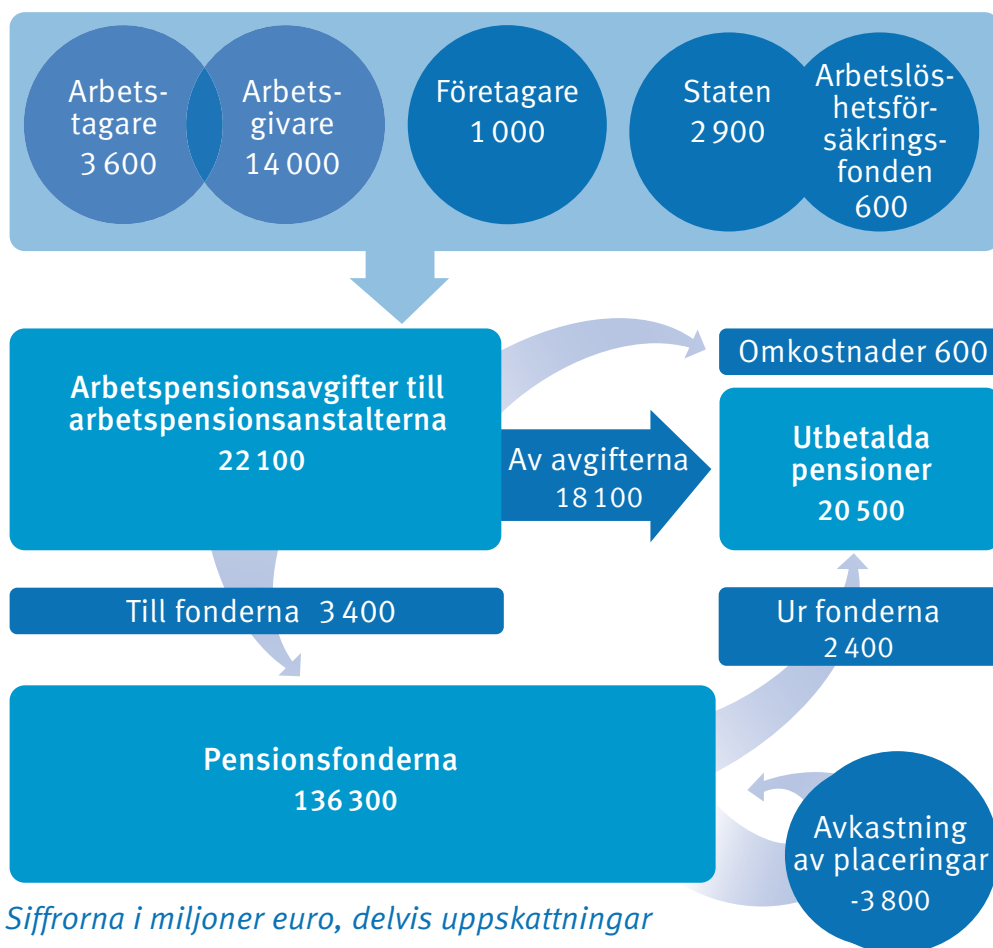 Arbets-
tagare
3 600
Arbets-
givare
14 000
Företagare
1 000
Staten
2 900
Arbetslös-
hetsför-
säkrings-
fonden
600
Arbetspensionsavgifter till
arbetspensionsanstalterna
22 100
Omkostnader 600
Av avgifterna
18 100
Utbetalda
pensioner
20 500
Till fonderna 3 400
Ur fonderna
2 400
Pensionsfonderna
136 300
Avkastning
av placeringar
-3 800
Siffrorna i miljoner euro, delvis uppskattningar